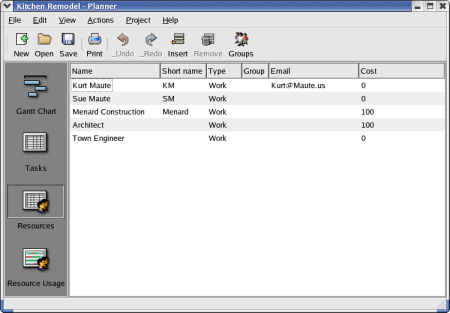 Kitchen Remodel - Planner
File Edit View Actions Project Help
New Open Save Print _Undo _Redo Insert Remove Groups
Name Short name Type Group Email Cost
Kurt Maute KM Work Kurt@Maute.us 0
Sue Maute SM Work 0
Menard Construction Menard Work 100
Architect Work 100
Town Engineer Work 0
Gantt Chart
Tasks
Resources
Resource Usage